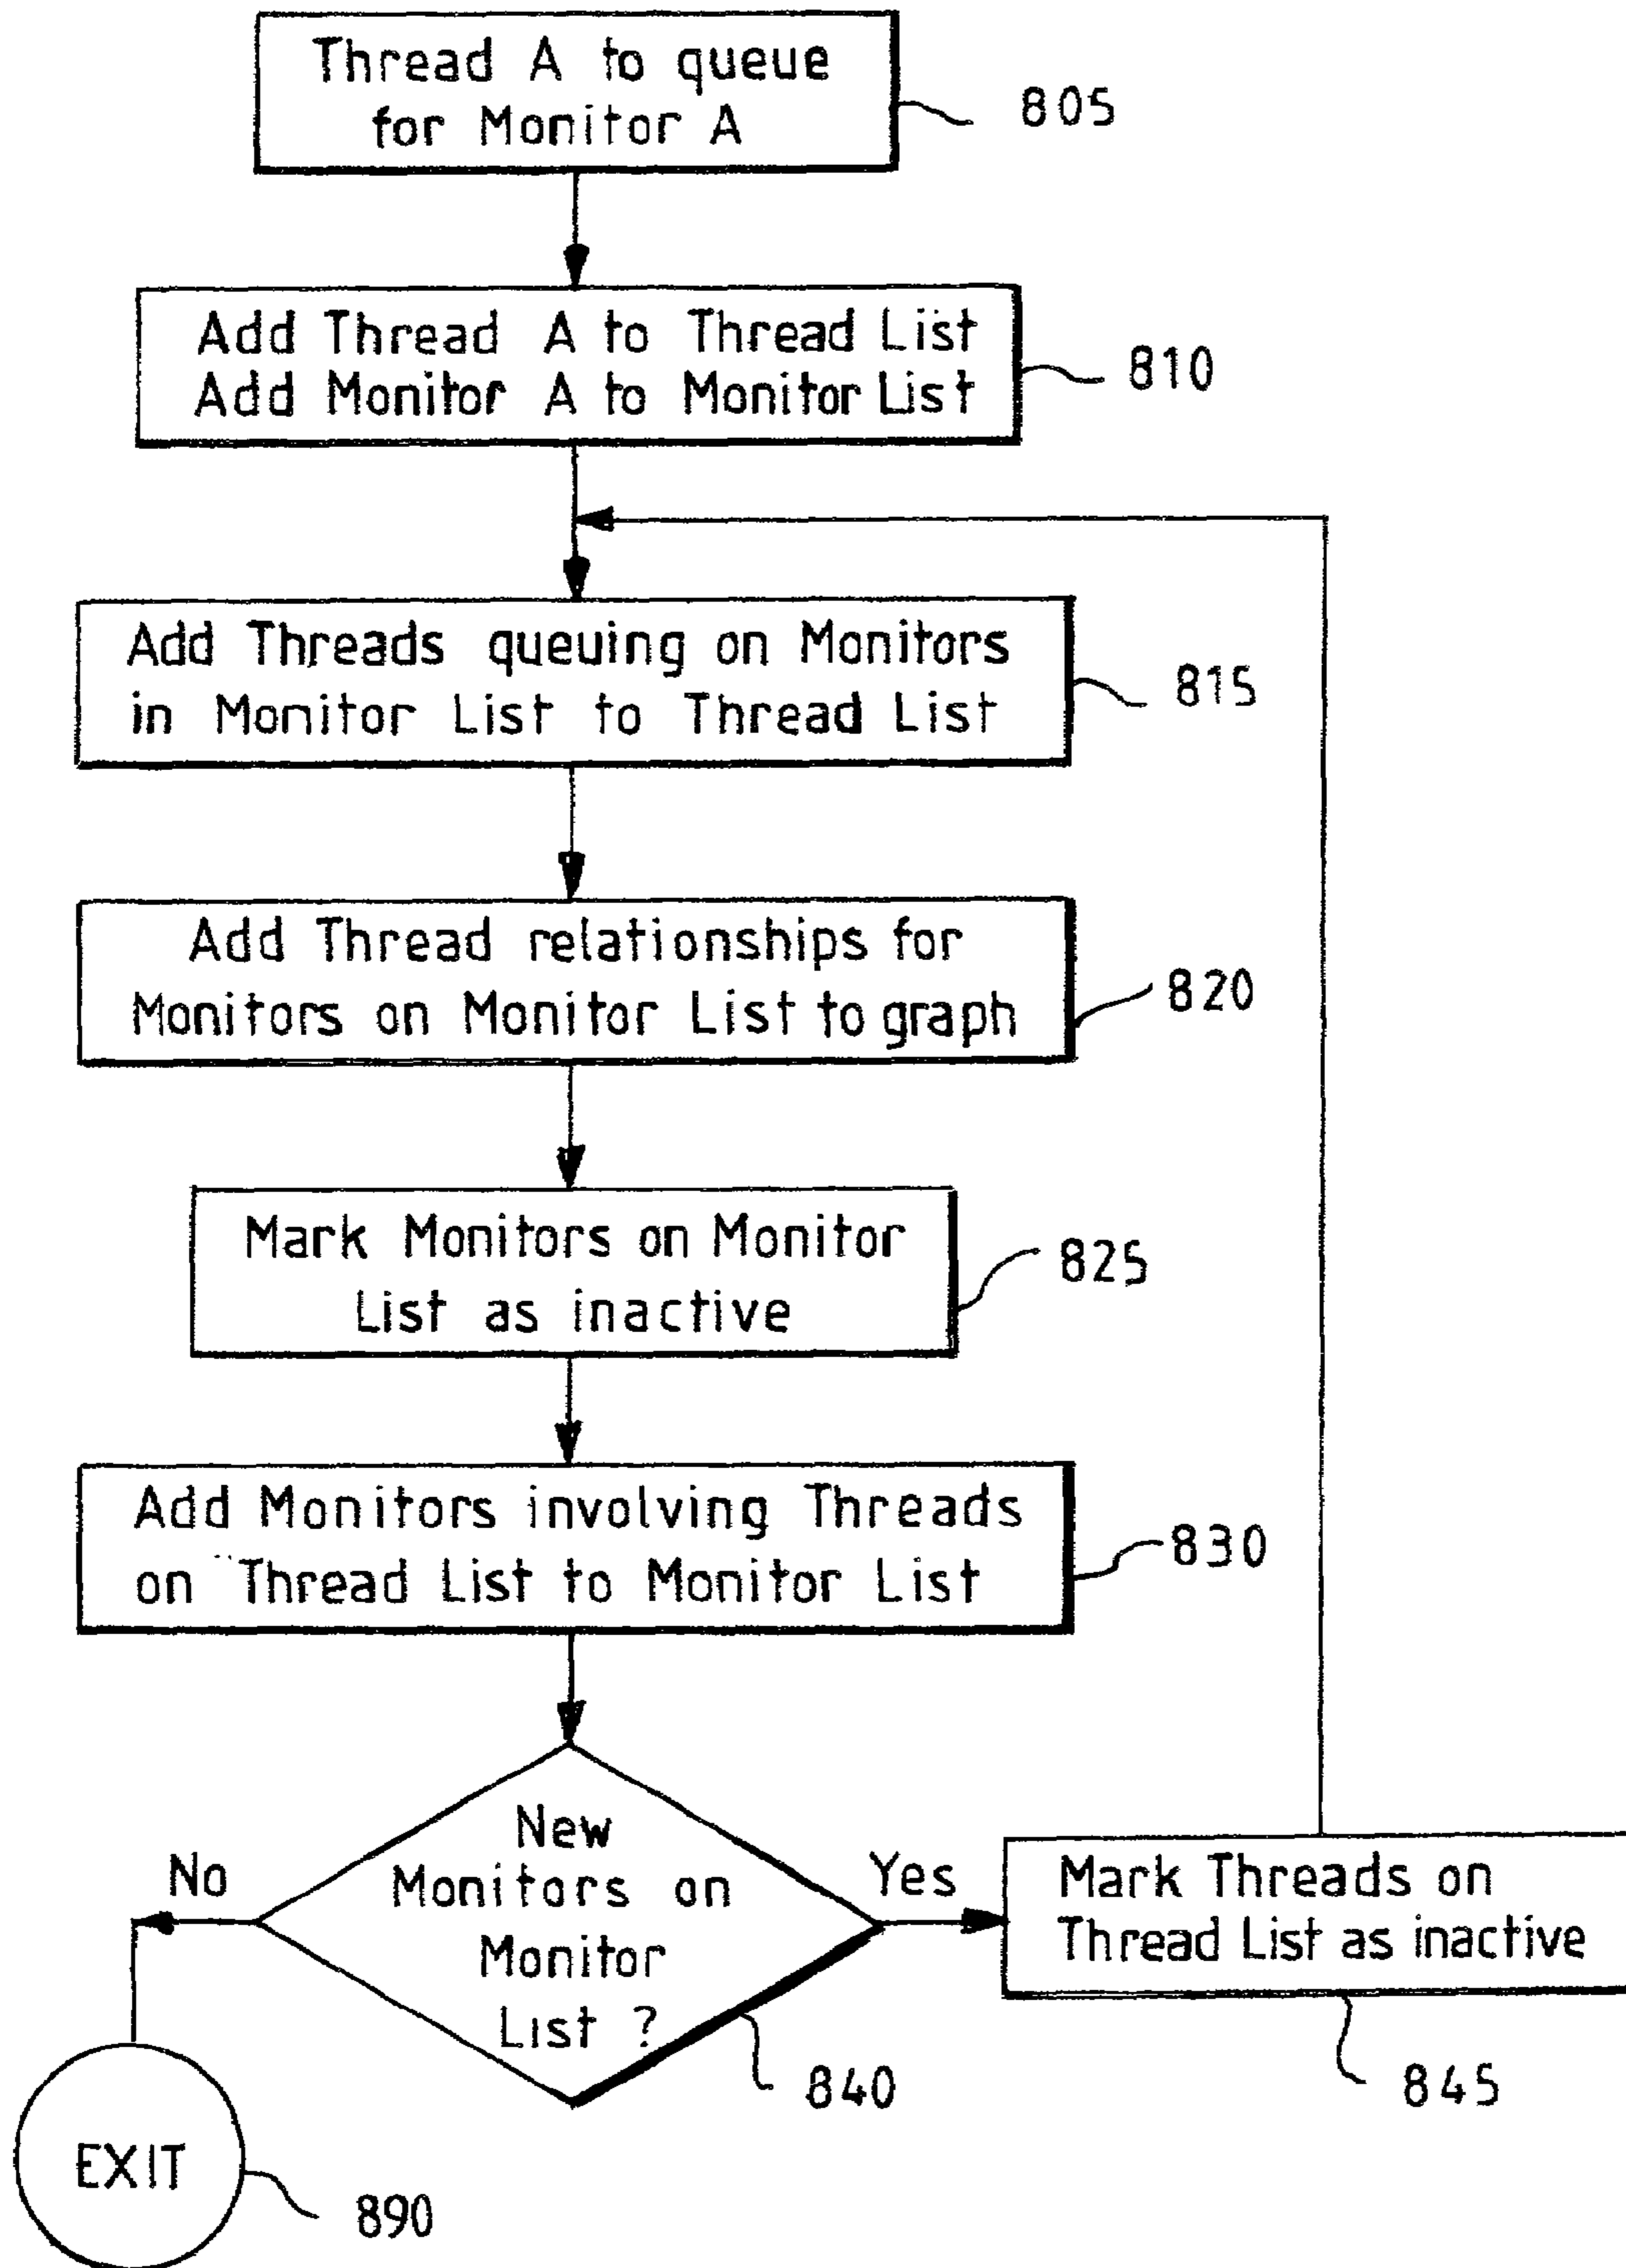 Thread A to queue
for Monitor A
805
Add Thread A to Thread List
Add Monitor A to Monitor List
810
Add Threads queuing on Monitors
in Monitor List to Thread List
815
Add Thread relationships for
Monitors on Monitor List to graph
820
Mark Monitors on Monitor
List as inactive
825
Add Monitors involving Threads
on Thread List to Monitor List
830
New
Monitors on
Monitor
List ?
840
No
Yes
Mark Threads on
Thread List as inactive
845
EXIT
890